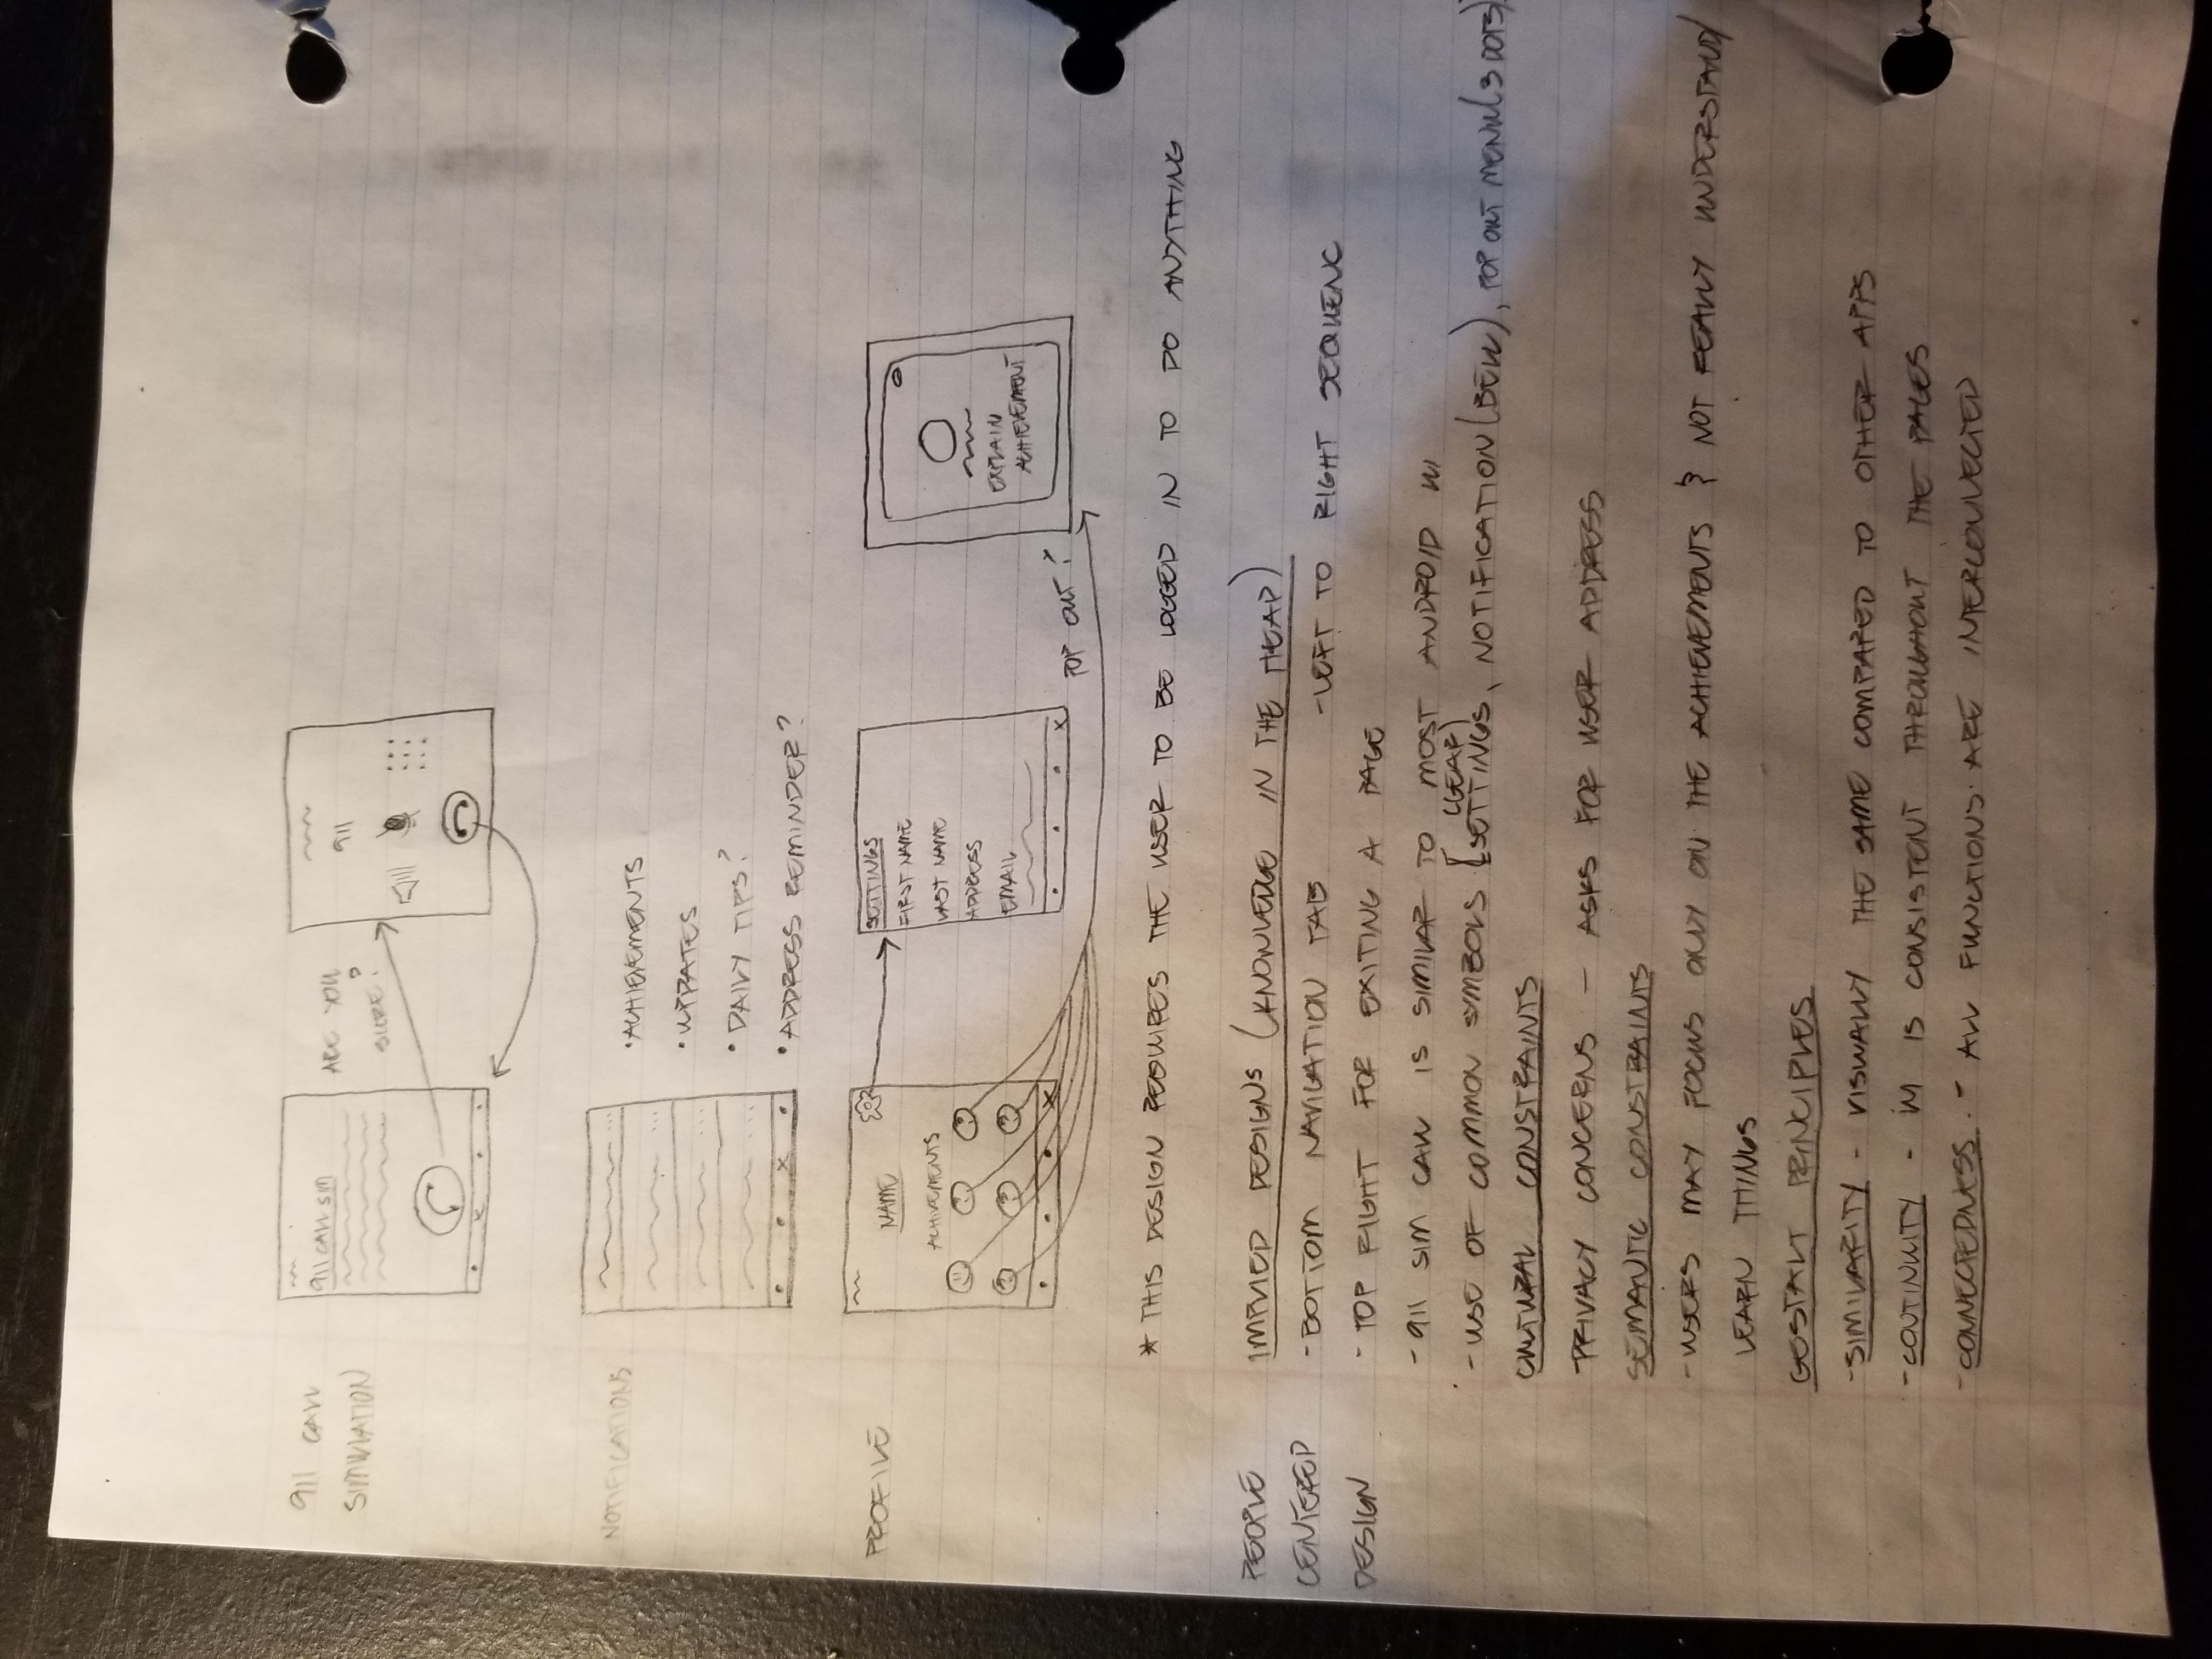 911 CALL
SIMULATION
911 CALL SIM
ARE YOU
SURE?
911
NOTIFICATIONS
• ACHIEVEMENTS
• UPDATES
• DAILY TIPS?
• ADDRESS REMINDER?
PROFILE
NAME
ACHIVEMENTS
SETTINGS
FIRST NAME
LAST NAME
ADDRESS
EMAIL
POP OUT?
EXPLAIN
ACHIEVEMENT
* THIS DESIGN REQUIRES THE USER TO BE LOGGED IN TO DO ANYTHING
PEOPLE
CENTERED
DESIGN
IMPLIED DESIGNS (KNOWLEDGE IN THE HEAD)
- BOTTOM NAVIGATION TAB - LEFT TO RIGHT SEQUENC
- TOP RIGHT FOR EXITING A PAGE
- 911 SIM CALL IS SIMILAR TO MOST ANDROID UI
- USE OF COMMON SYMBOLS [SETTINGS (GEAR), NOTIFICATION (BELL), POP OUT MENU (3 DOTS)]
CULTURAL CONSTRAINTS
PRIVACY CONCERNS - ASKS FOR USER ADDRESS
SEMANTIC CONSTRAINTS
- USERS MAY FOCUS ONLY ON THE ACHIEVEMENTS & NOT REALLY UNDERSTAND/
LEARN THINGS
GESTALT PRINCIPLES
- SIMILARITY - VISUALLY THE SAME COMPARED TO OTHER APPS
- CONTINUITY - UI IS CONSISTENT THROUGHOUT THE PAGES
- CONNECTEDNESS - ALL FUNCTIONS ARE INTERCONNECTED